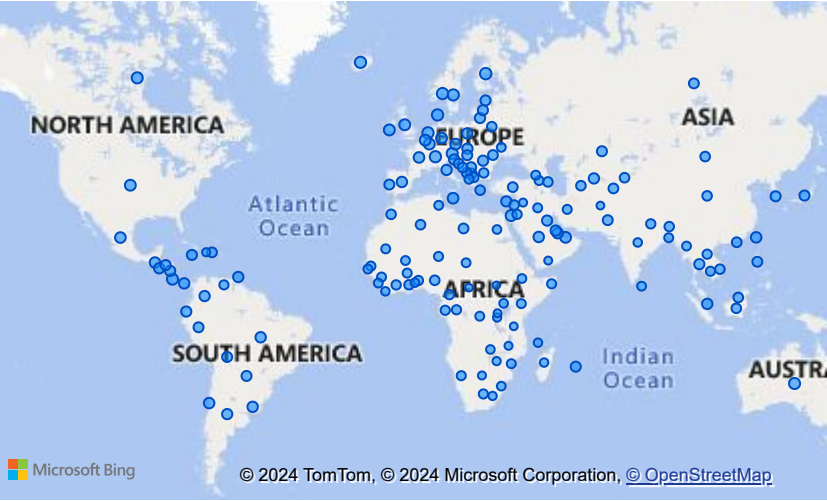 NORTH AMERICA
EUROPE
ASIA
Atlantic
Ocean
AFRICA
SOUTH AMERICA
Indian
Ocean
AUSTRA
Microsoft Bing
© 2024 TomTom, © 2024 Microsoft Corporation, © OpenStreetMap